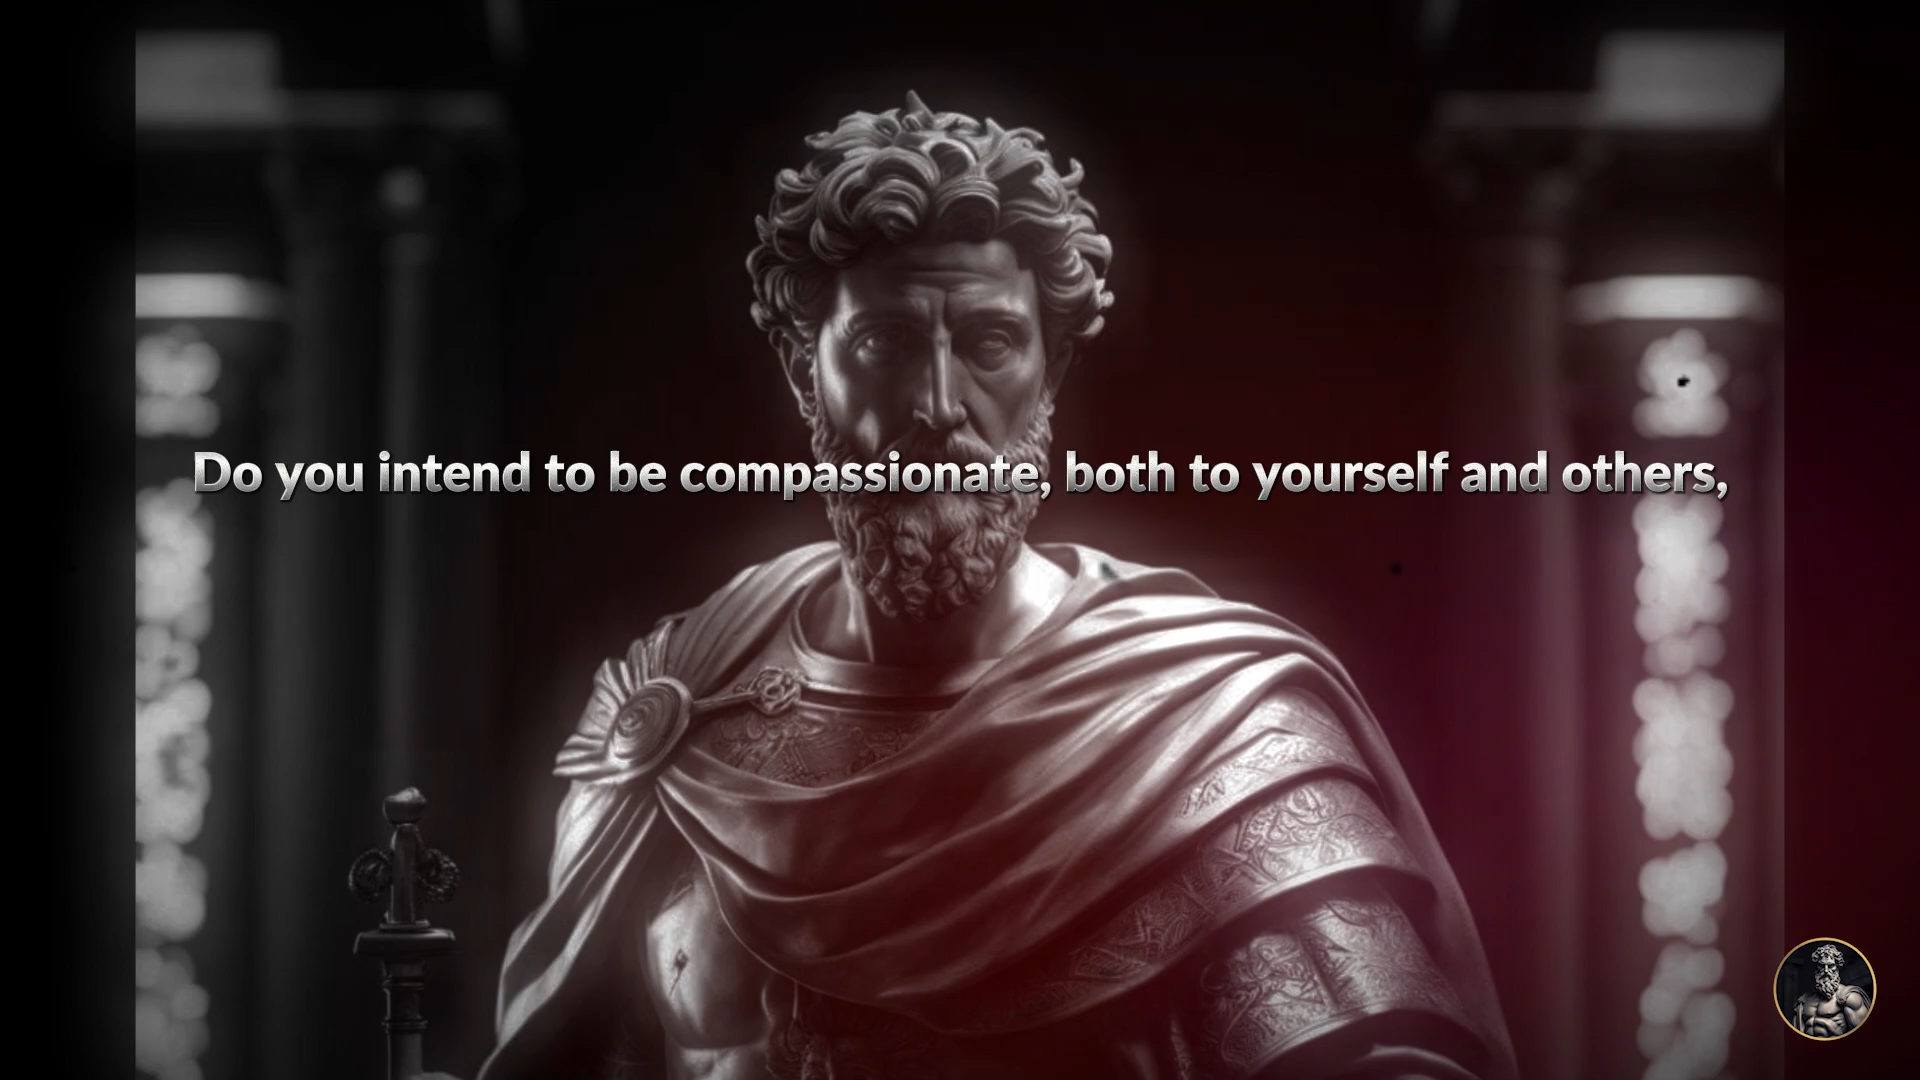 Do you intend to be compassionate, both to yourself and others,